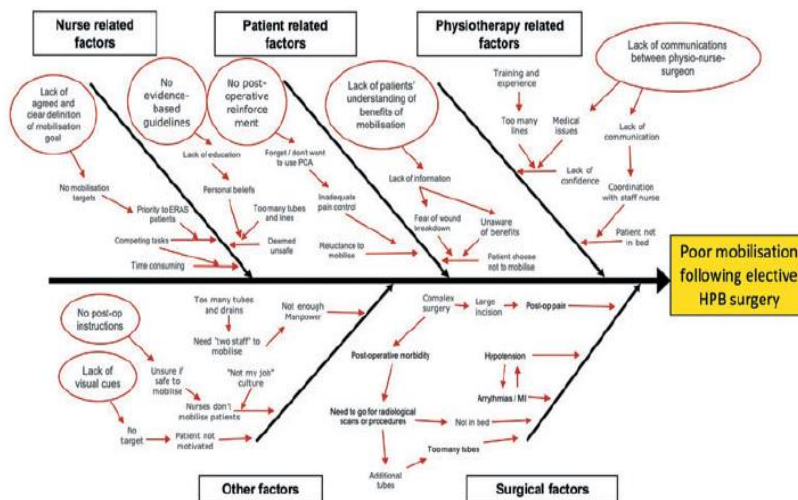 Nurse related
factors
Patient related
factors
Physiotherapy related
factors
Lack of communications
between physio-nurse-
surgeon
Lack of
agreed and
clear definition
of mobilisation
goal
No
evidence-
based
guidelines
No post-
operative
reinforce
ment
Lack of patients'
understanding of
benefits of
mobilisation
Training and
experience
Too many
lines
Medical
issues
Lack of
communication
Lack of
confidence
Coordination
with staff nurse
Patient not
in bed
No mobilisation
targets
Priority to ERAS
patients
Competing tasks
Time consuming
Lack of education
Personal beliefs
Too many tubes
and lines
Deemed
unsafe
Forget / don't want
to use PCA
Inadequate
pain control
Reluctance to
mobilise
Lack of information
Fear of wound
breakdown
Unaware
of benefits
Patient choose
not to mobilise
Poor mobilisation
following elective
HPB surgery
No post-op
instructions
Lack of
visual cues
Unsure if
safe to
mobilise
Nurses don't
mobilise patients
No
target
Patient not
motivated
Too many tubes
and drains
Need 'two staff' to
mobilise
Not enough
Manpower
"Not my job"
culture
Complex
surgery
Large
incision
Post-op pain
Post-operative morbidity
Hypotension
Arrythmias / MI
Need to go for radiological
scans or procedures
Not in bed
Too many tubes
Additional
tubes
Other factors
Surgical factors